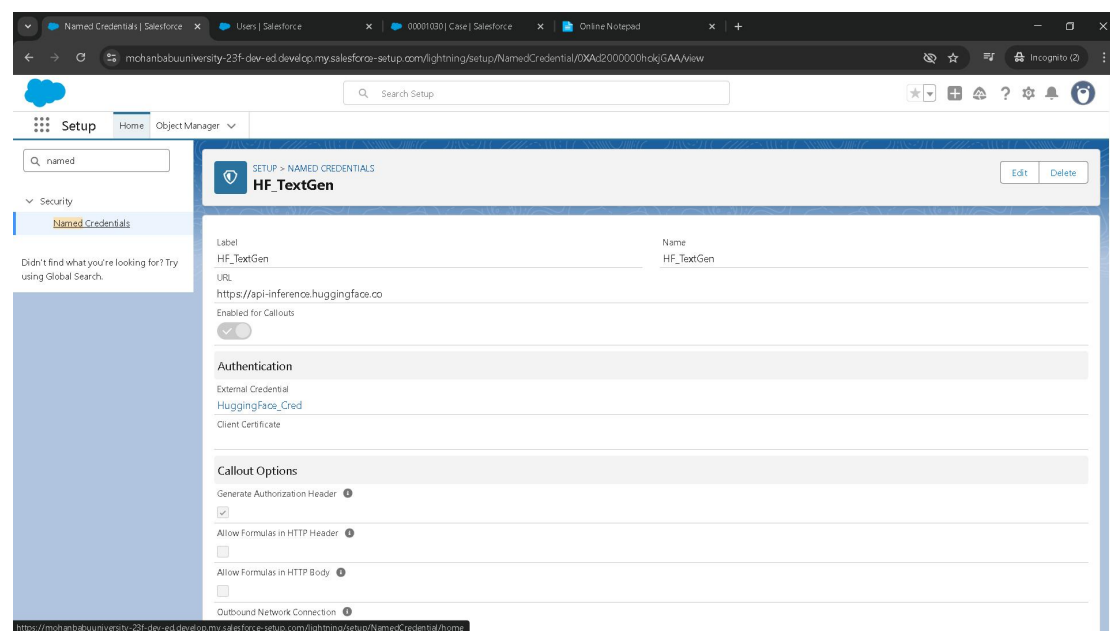 Named Credentials | Salesforce
Users | Salesforce
00001030 | Case | Salesforce
Online Notepad
mohanbabuuniversity-23f-dev-ed.develop.my.salesforce-setup.com/lightning/setup/NamedCredential/0XAd2000000hokjGAA/view
Incognito (2)
Search Setup
Setup
Home
Object Manager
named
SETUP > NAMED CREDENTIALS
HF_TextGen
Edit
Delete
Security
Named Credentials
Didn't find what you're looking for? Try
using Global Search.
Label
HF_TextGen
Name
HF_TextGen
URL
https://api-inference.huggingface.co
Enabled for Callouts
Authentication
External Credential
HuggingFace_Cred
Client Certificate
Callout Options
Generate Authorization Header
Allow Formulas in HTTP Header
Allow Formulas in HTTP Body
Outbound Network Connection
https://mohanbabuuniversity-23f-dev-ed.develop.my.salesforce-setup.com/lightning/setup/NamedCredential/home